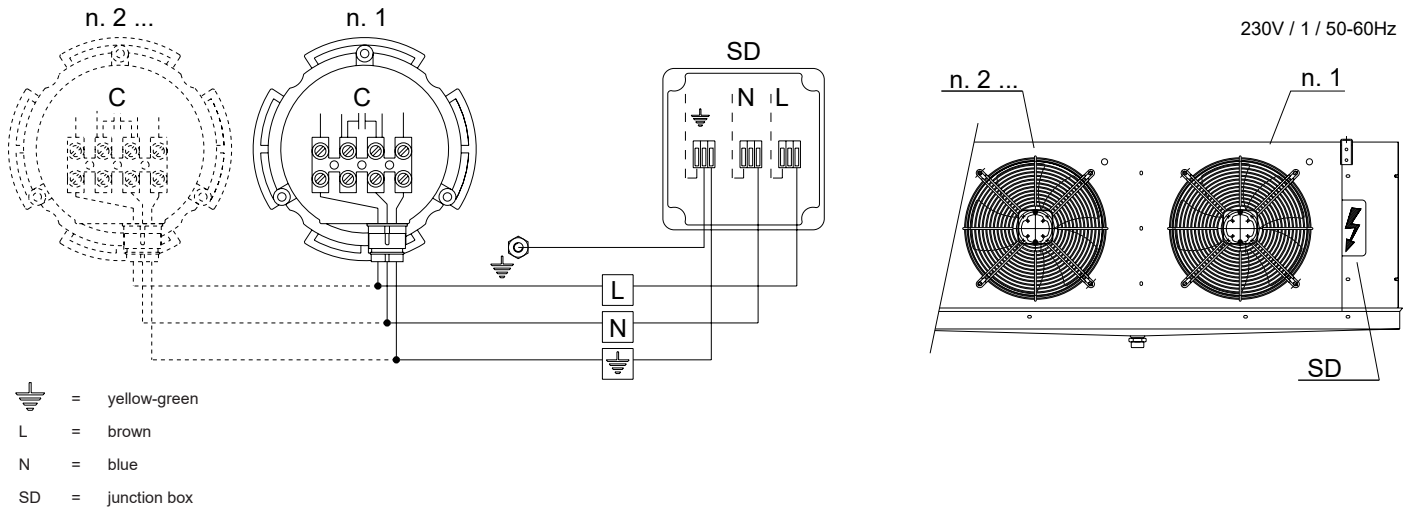 n. 2 ...
n. 1
C
C
SD
N L
L
N
= yellow-green
L = brown
N = blue
SD = junction box
230V / 1 / 50-60Hz
n. 2 ...
n. 1
SD